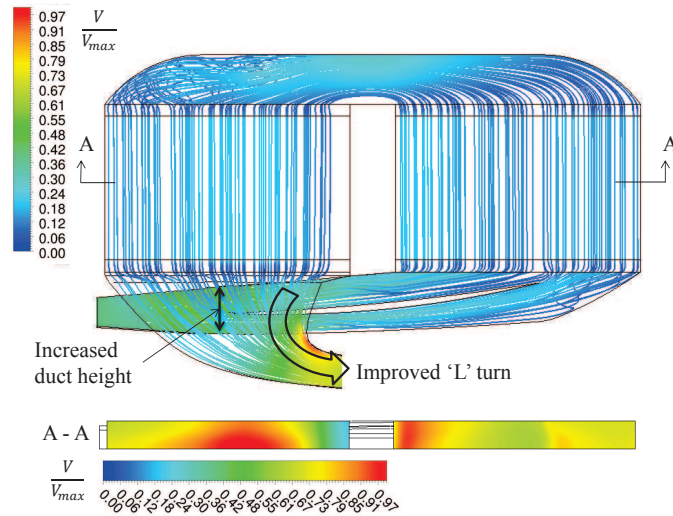 V
V_max
0.97
0.91
0.85
0.79
0.73
0.67
0.61
0.55
0.48
0.42
0.36
0.30
0.24
0.18
0.12
0.06
0.00
A
A
Increased
duct height
Improved ‘L’ turn
A - A
V
V_max
0.00 0.06 0.12 0.18 0.24 0.30 0.36 0.42 0.48 0.55 0.61 0.67 0.73 0.79 0.85 0.91 0.97